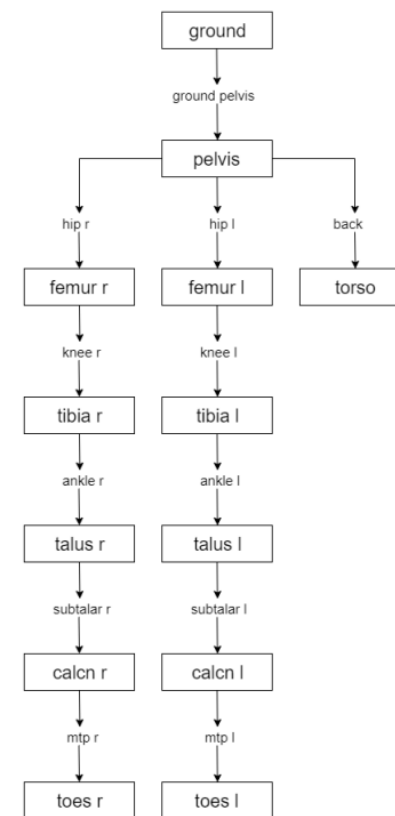 ground
ground pelvis
pelvis
hip r
hip l
back
femur r
femur l
torso
knee r
knee l
tibia r
tibia l
ankle r
ankle l
talus r
talus l
subtalar r
subtalar l
calcn r
calcn l
mtp r
mtp l
toes r
toes l